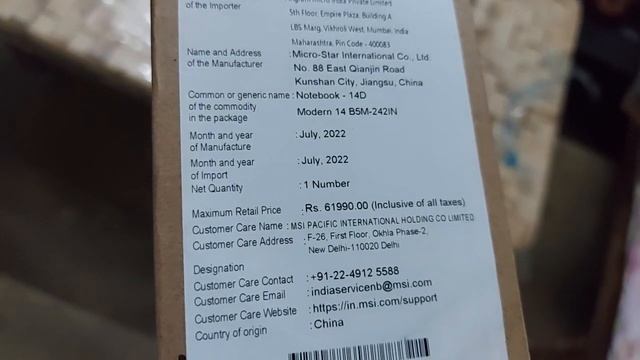 of the Importer
5th Floor, Empire Plaza, Building A
LBS Marg, Vikhroli West, Mumbai, India
Maharashtra, Pin Code - 400083
Name and Address :Micro-Star International Co., Ltd.
of the Manufacturer No. 88 East Qianjin Road
Kunshan City, Jiangsu, China
Common or generic name : Notebook - 14D
of the commodity Modern 14 B5M-242IN
in the package
Month and year :July, 2022
of Manufacture
Month and year :July, 2022
of Import
Net Quantity :1 Number
Maximum Retail Price :Rs. 61990.00 (Inclusive of all taxes)
Customer Care Name : MSI PACIFIC INTERNATIONAL HOLDING CO LIMITED
Customer Care Address : F-26, First Floor, Okhla Phase-2,
New Delhi-110020 Delhi
Designation
Customer Care Contact :+91-22-4912 5588
Customer Care Email :indiaservicenb@msi.com
Customer Care Website :https://in.msi.com/support
Country of origin :China